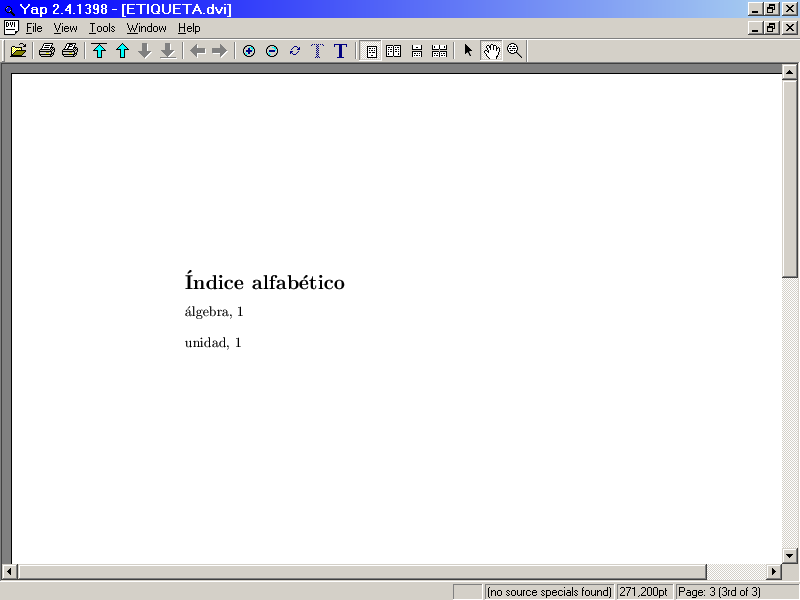 Yap 2.4.1398 - [ETIQUETA.dvi]
DVI File View Tools Window Help
Índice alfabético
álgebra, 1
unidad, 1
(no source specials found) 271,200pt Page: 3 (3rd of 3)